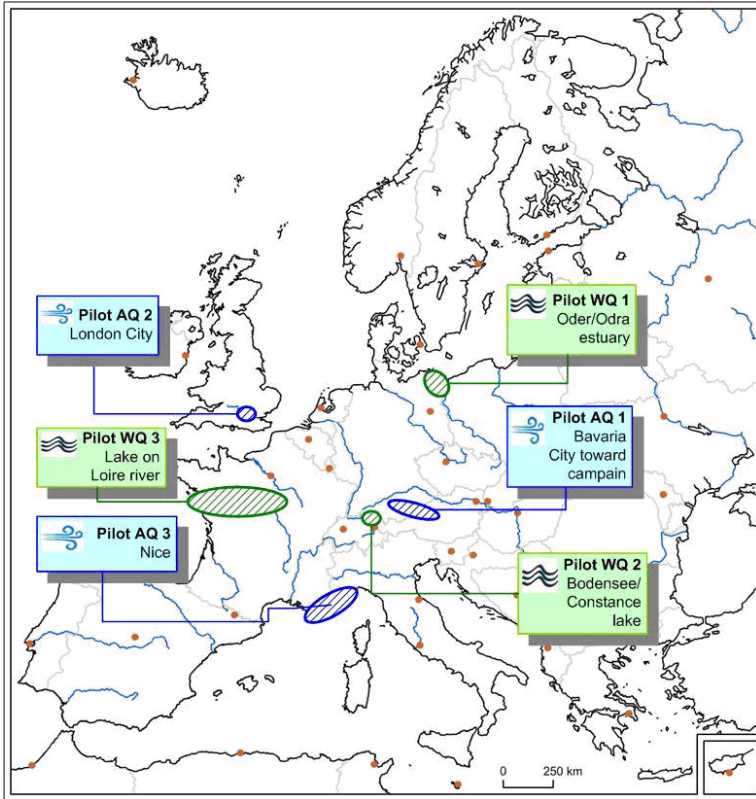 Pilot WQ 1
Oder/Odra
estuary
Pilot AQ 2
London City
Pilot AQ 1
Bavaria
City toward
campain
Pilot WQ 3
Lake on
Loire river
Pilot AQ 3
Nice
Pilot WQ 2
Bodensee/
Constance
lake
0 250 km